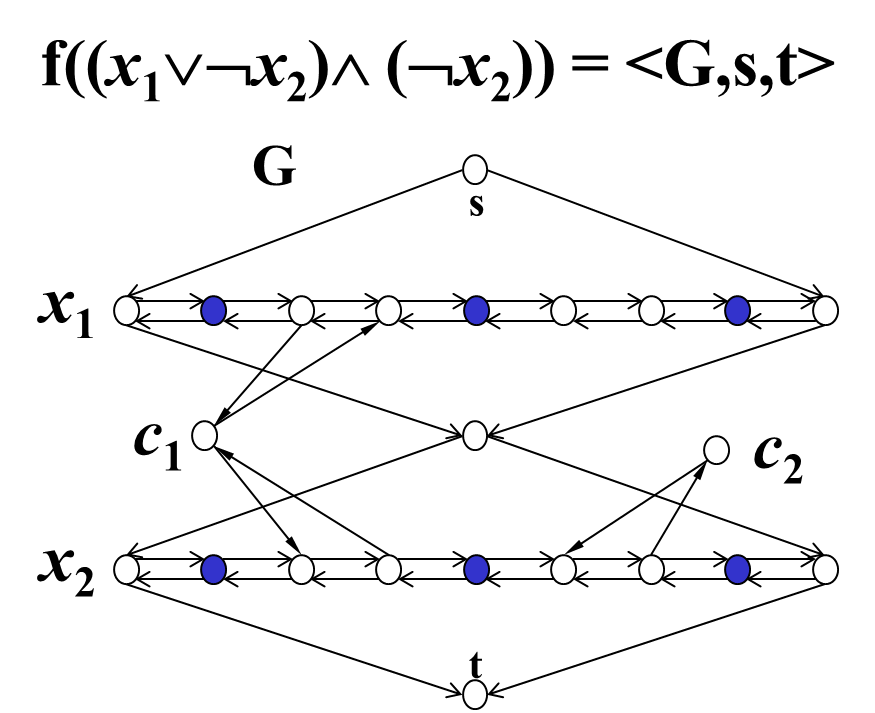 f((x₁∨¬x₂)∧ (¬x₂)) = <G,s,t>
G
s
x₁
c₁
c₂
x₂
t